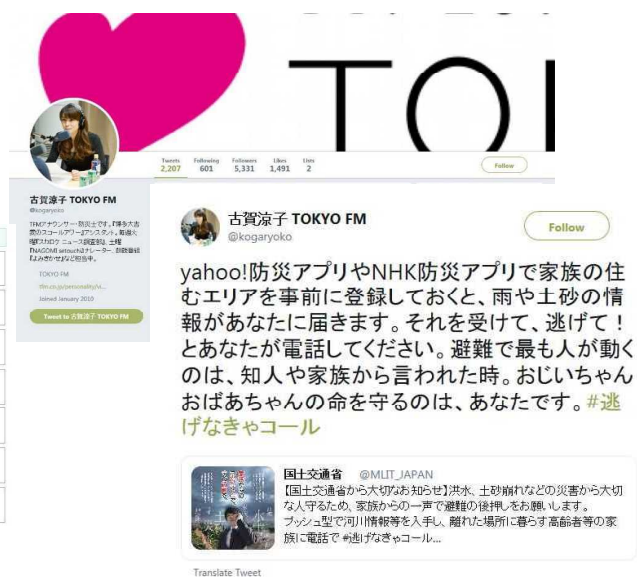 TO
Tweets Following Followers Likes Lists
2,207 601 5,331 1,491 2
Follow
古賀涼子 TOKYO FM
@kogaryoko
TOKYO FM
Joined January 2010
Tweet to 古賀涼子 TOKYO FM
古賀涼子 TOKYO FM
@kogaryoko
Follow
yahoo!防災アプリやNHK防災アプリで家族の住
むエリアを事前に登録しておくと、雨や土砂の情
報があなたに届きます。それを受けて、逃げて！
とあなたが電話してください。避難で最も人が動く
のは、知人や家族から言われた時。おじいちゃん
おばあちゃんの命を守るのは、あなたです。#逃
げなきゃコール
国土交通省 @MLIT_JAPAN
【国土交通省から大切なお知らせ】洪水、土砂崩れなどの災害から大切
な人守るため、家族からの一声で避難の後押しをお願いします。
プッシュ型で河川情報等を入手し、離れた場所に暮らす高齢者等の家
族に電話で #逃げなきゃコール...
Translate Tweet